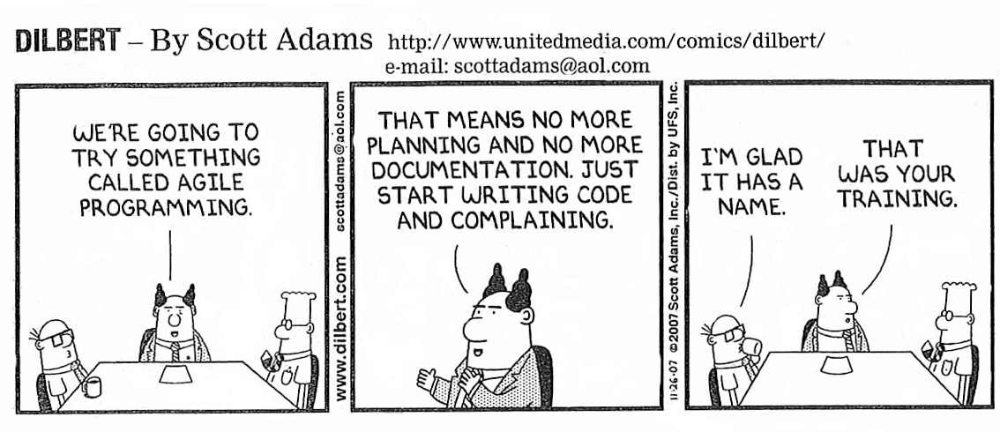 DILBERT – By Scott Adams http://www.unitedmedia.com/comics/dilbert/
e-mail: scottadams@aol.com
WE'RE GOING TO
TRY SOMETHING
CALLED AGILE
PROGRAMMING.
www.dilbert.com scottadams@aol.com
THAT MEANS NO MORE
PLANNING AND NO MORE
DOCUMENTATION. JUST
START WRITING CODE
AND COMPLAINING.
11-26-07 ©2007 Scott Adams, Inc./Dist. by UFS, Inc.
I'M GLAD
IT HAS A
NAME.
THAT
WAS YOUR
TRAINING.